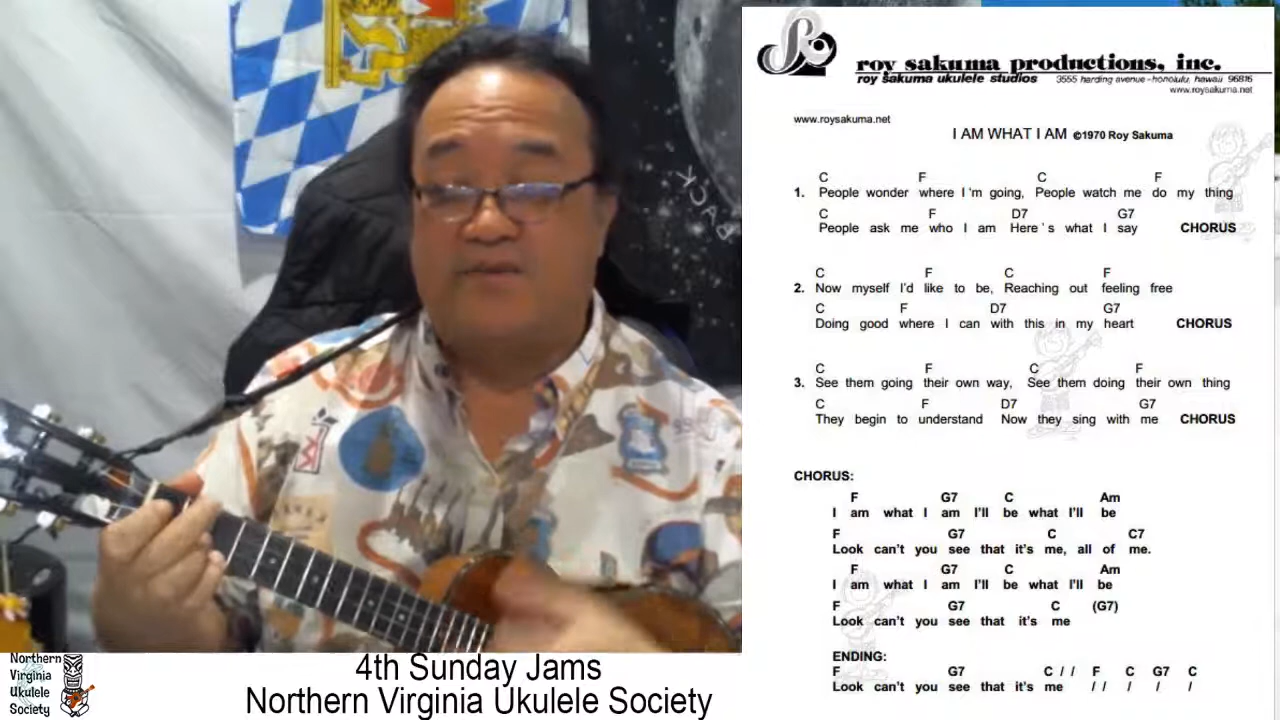 roy sakuma productions, inc.
roy sakuma ukulele studios 3555 harding avenue - honolulu, hawaii 96816
www.roysakuma.net
www.roysakuma.net
I AM WHAT I AM ©1970 Roy Sakuma
C F C F
1. People wonder where I'm going, People watch me do my thing
C F D7 G7
People ask me who I am Here's what I say CHORUS
C F C F
2. Now myself I'd like to be, Reaching out feeling free
C F D7 G7
Doing good where I can with this in my heart CHORUS
C F C F
3. See them going their own way, See them doing their own thing
C F D7 G7
They begin to understand Now they sing with me CHORUS
CHORUS:
F G7 C Am
I am what I am I'll be what I'll be
F G7 C C7
Look can't you see that it's me, all of me.
F G7 C Am
I am what I am I'll be what I'll be
F G7 C (G7)
Look can't you see that it's me
ENDING:
F G7 C / / F C G7 C
Look can't you see that it's me / / / / /
BACK
Northern
Virginia
Ukulele
Society
4th Sunday Jams
Northern Virginia Ukulele Society